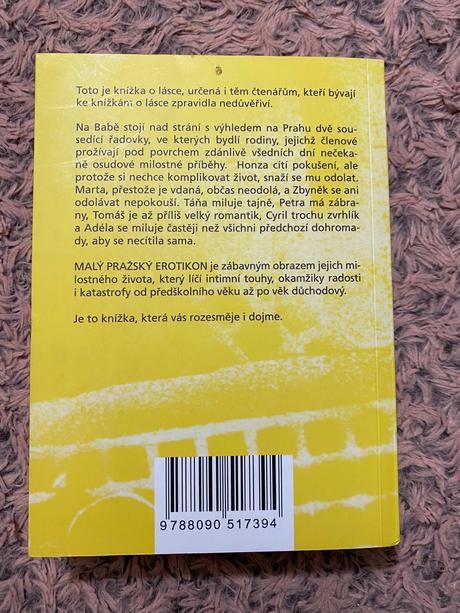 Toto je knížka o lásce, určená i těm čtenářům, kteří bývají
ke knížkám o lásce zpravidla nedůvěřiví.
Na Babě stojí nad strání s výhledem na Prahu dvě sou-
sedící řadovky, ve kterých bydlí rodiny, jejichž členové
prožívají pod povrchem zdánlivě všedních dní nečeka-
ně osudové milostné příběhy. Honza cítí pokušení, ale
protože si nechce komplikovat život, snaží se mu odolat.
Marta, přestože je vdaná, občas neodolá, a Zbyněk se ani
odolávat nepokouší. Táňa miluje tajně, Petra má zábra-
ny, Tomáš je až příliš velký romantik, Cyril trochu zvrhlík
a Adéla se miluje častěji než všichni předchozí dohroma-
dy, aby se necítila sama.
MALÝ PRAŽSKÝ EROTIKON je zábavným obrazem jejich mi-
lostného života, který líčí intimní touhy, okamžiky radosti
i katastrofy od předškolního věku až po věk důchodový.
Je to knížka, která vás rozesměje i dojme.
9 788090 517394